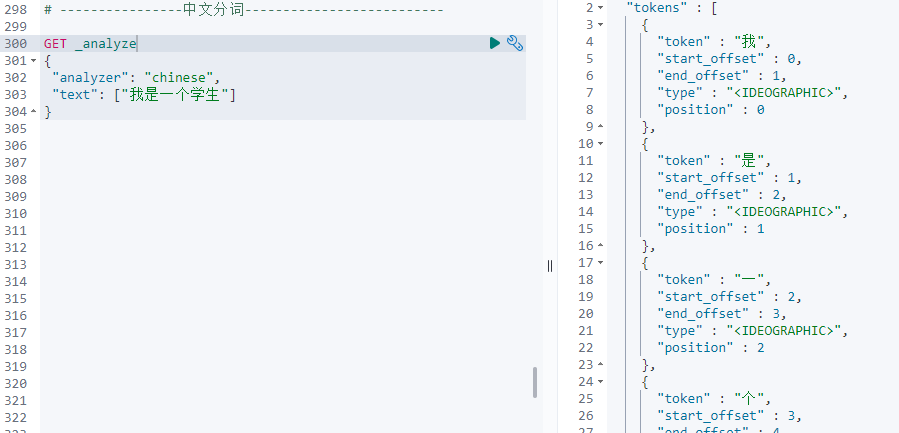 298 # ---------------中文分词-------------------------
299
300 GET _analyze
301 {
302 "analyzer": "chinese",
303 "text": ["我是一个学生"]
304 }
305
306
307
308
309
310
311
312
313
314
315
316
317
318
319
320
321
322
323
2 "tokens" : [
3 {
4 "token" : "我",
5 "start_offset" : 0,
6 "end_offset" : 1,
7 "type" : "<IDEOGRAPHIC>",
8 "position" : 0
9 },
10 {
11 "token" : "是",
12 "start_offset" : 1,
13 "end_offset" : 2,
14 "type" : "<IDEOGRAPHIC>",
15 "position" : 1
16 },
17 {
18 "token" : "一",
19 "start_offset" : 2,
20 "end_offset" : 3,
21 "type" : "<IDEOGRAPHIC>",
22 "position" : 2
23 },
24 {
25 "token" : "个",
26 "start_offset" : 3,
27 "end_offset" : 4